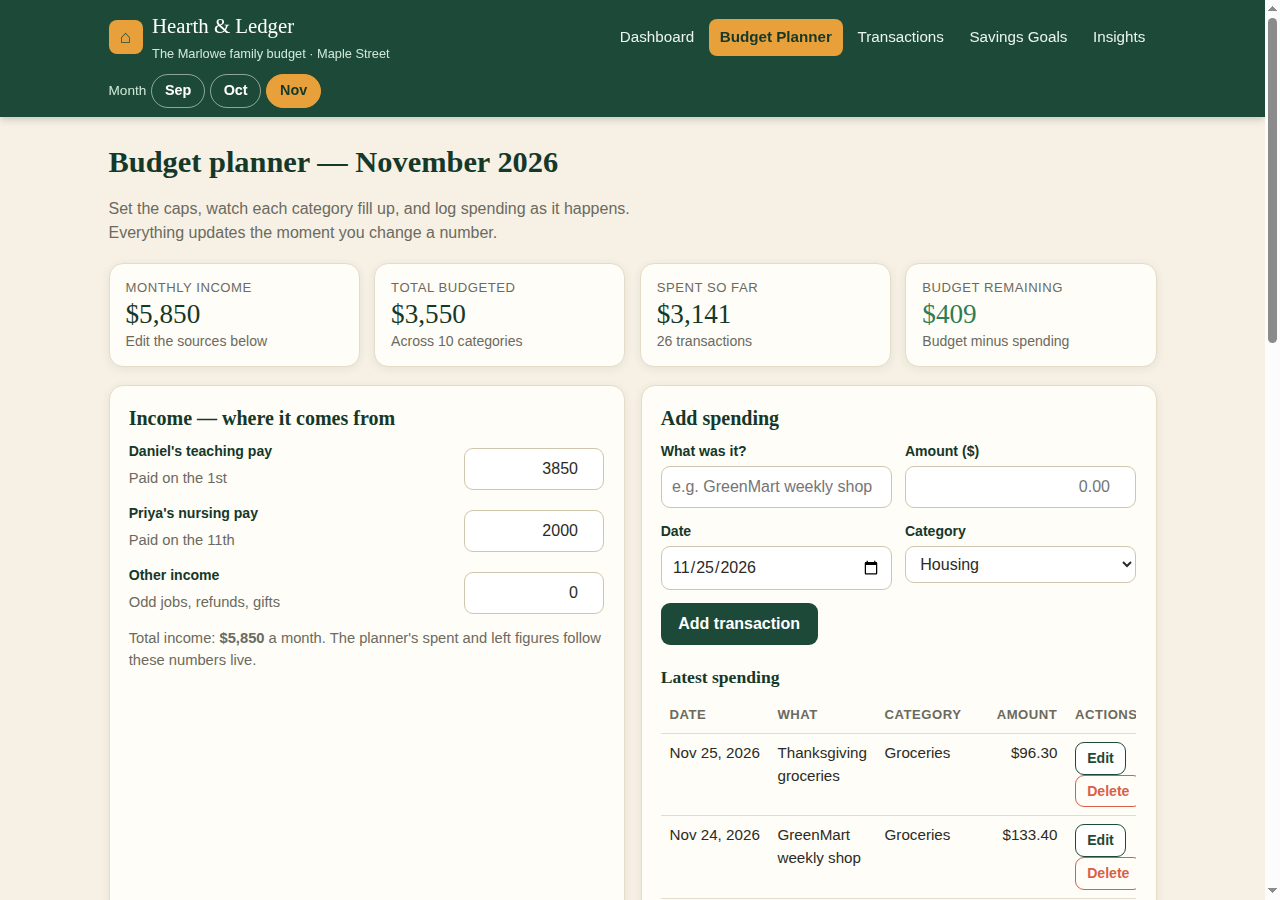 Hearth & Ledger
The Marlowe family budget · Maple Street
Dashboard
Budget Planner
Transactions
Savings Goals
Insights
Month
Sep
Oct
Nov
Budget planner — November 2026
Set the caps, watch each category fill up, and log spending as it happens.
Everything updates the moment you change a number.
MONTHLY INCOME
$5,850
Edit the sources below
TOTAL BUDGETED
$3,550
Across 10 categories
SPENT SO FAR
$3,141
26 transactions
BUDGET REMAINING
$409
Budget minus spending
Income — where it comes from
Daniel's teaching pay
Paid on the 1st
3850
Priya's nursing pay
Paid on the 11th
2000
Other income
Odd jobs, refunds, gifts
0
Total income: $5,850 a month. The planner's spent and left figures follow
these numbers live.
Add spending
What was it?
e.g. GreenMart weekly shop
Amount ($)
0.00
Date
11/25/2026
Category
Housing
Add transaction
Latest spending
DATE WHAT CATEGORY AMOUNT ACTIONS
Nov 25, 2026 Thanksgiving Groceries $96.30 Edit
groceries
Delete
Nov 24, 2026 GreenMart Groceries $133.40 Edit
weekly shop
Delete